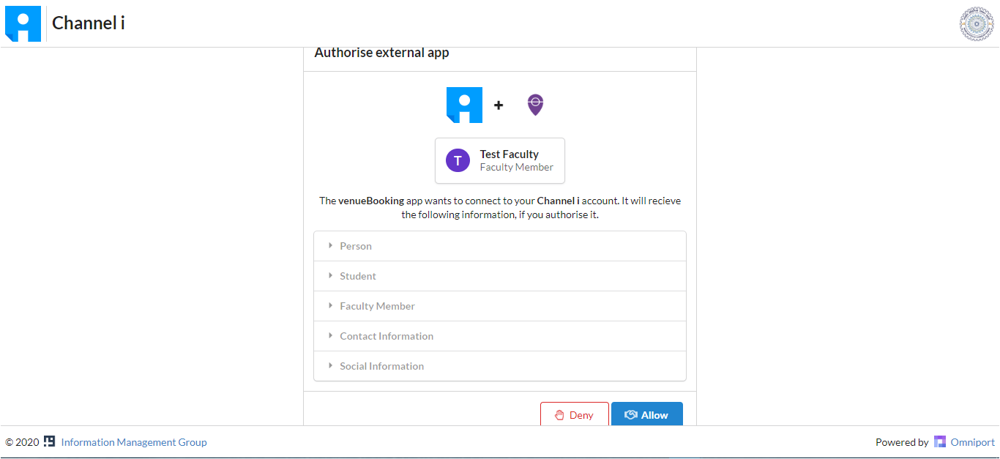 Channel i
Authorise external app
+
T
Test Faculty
Faculty Member
The venueBooking app wants to connect to your Channel i account. It will recieve
the following information, if you authorise it.
Person
Student
Faculty Member
Contact Information
Social Information
Deny
Allow
© 2020 Information Management Group
Powered by Omniport